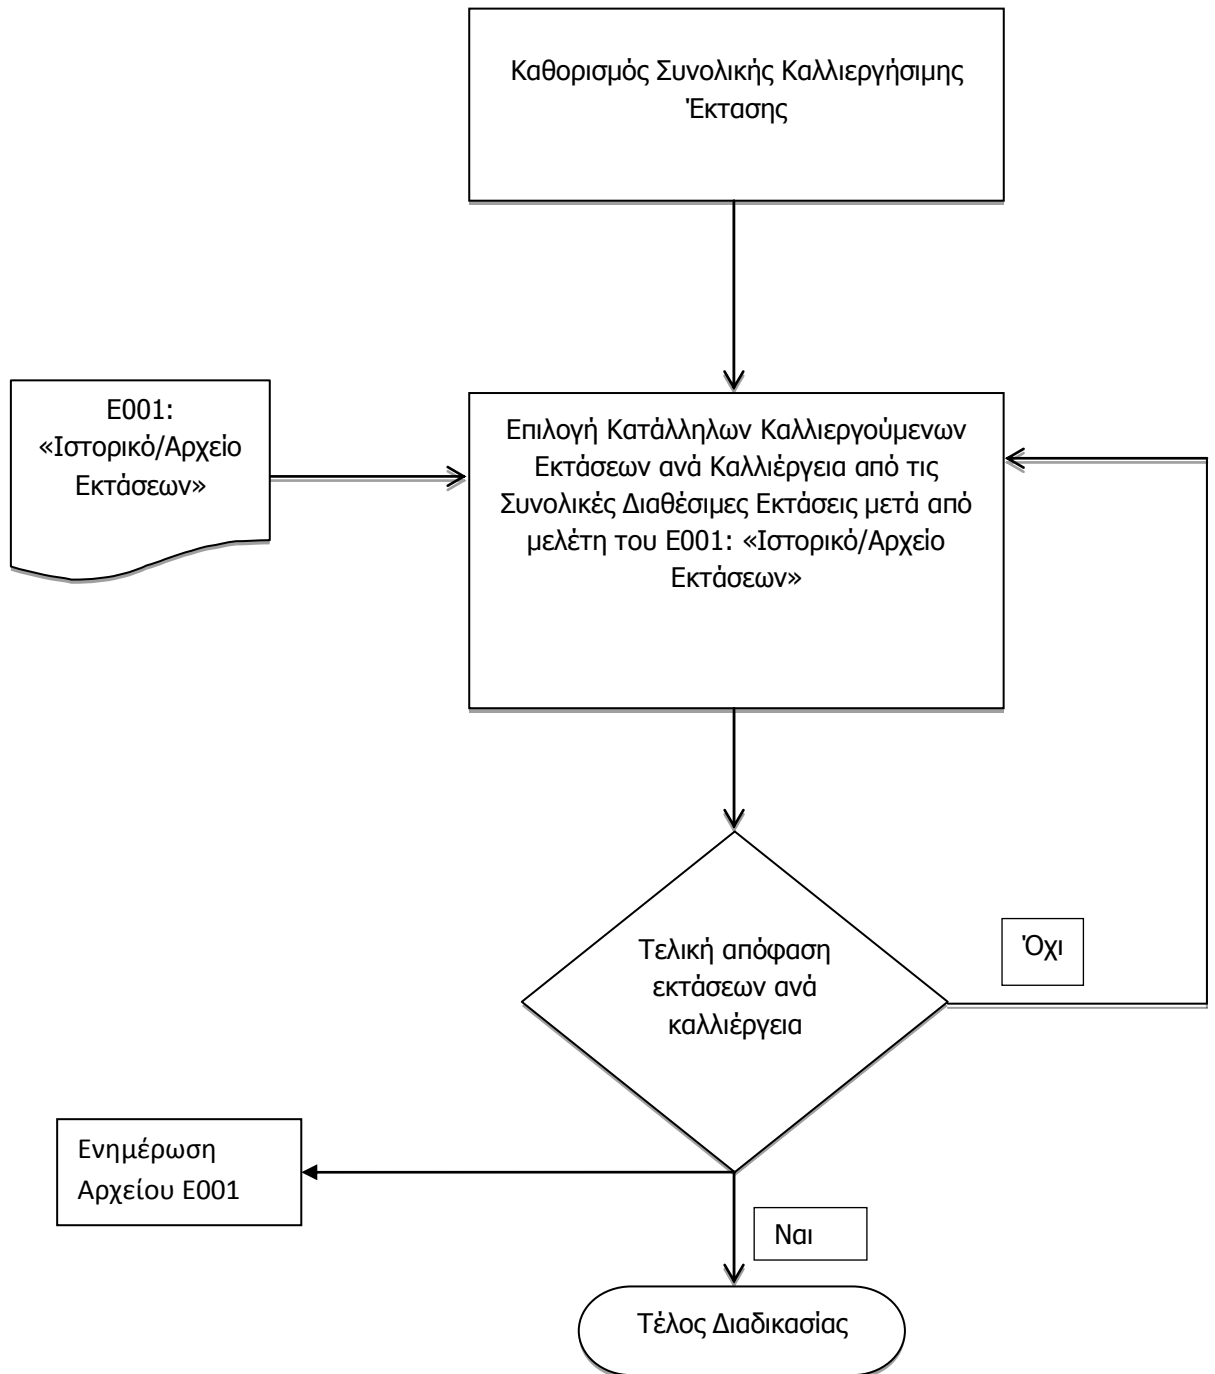 Καθορισμός Συνολικής Καλλιεργήσιμης
Έκτασης
Ε001:
«Ιστορικό/Αρχείο
Εκτάσεων»
Επιλογή Κατάλληλων Καλλιεργούμενων
Εκτάσεων ανά Καλλιέργεια από τις
Συνολικές Διαθέσιμες Εκτάσεις μετά από
μελέτη του Ε001: «Ιστορικό/Αρχείο
Εκτάσεων»
Τελική απόφαση
εκτάσεων ανά
καλλιέργεια
Όχι
Ενημέρωση
Αρχείου Ε001
Ναι
Τέλος Διαδικασίας